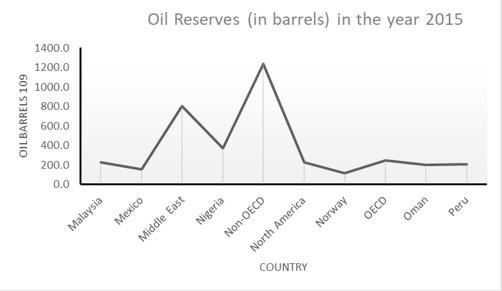 Oil Reserves (in barrels) in the year 2015
1400.0
1200.0
1000.0
800.0
600.0
400.0
200.0
0.0
OIL BARRELS 109
Malaysia
Mexico
Middle East
Nigeria
Non-OECD
North America
Norway
OECD
Oman
Peru
COUNTRY